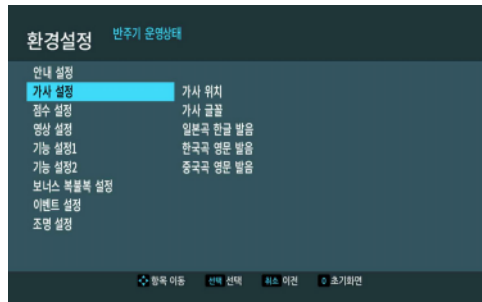 환경설정 반주기 운영상태
안내 설정
가사 설정 가사 위치
점수 설정 가사 글꼴
영상 설정 일본곡 한글 발음
기능 설정1 한국곡 영문 발음
기능 설정2 중국곡 영문 발음
보너스 복불복 설정
이벤트 설정
조명 설정
항목 이동 선택 선택 취소 이전 초기화면